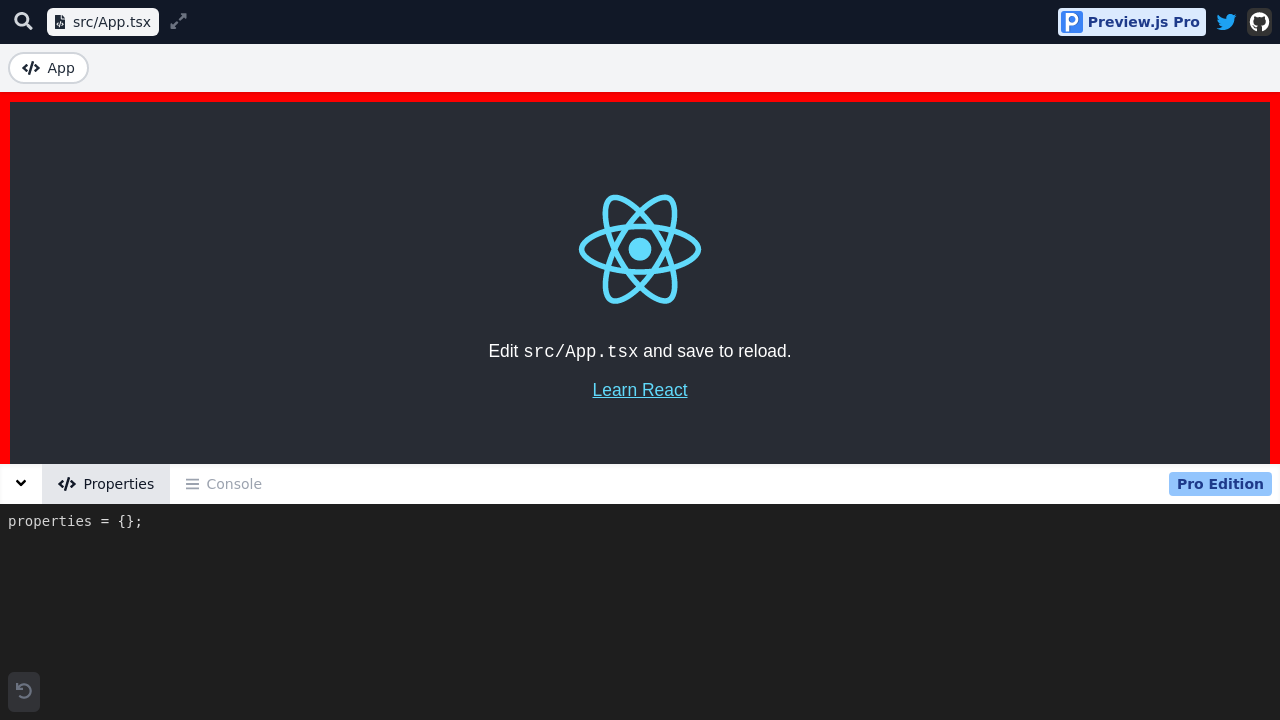 src/App.tsx
Preview.js Pro
App
Edit src/App.tsx and save to reload.
Learn React
Properties
Console
Pro Edition
properties = {};